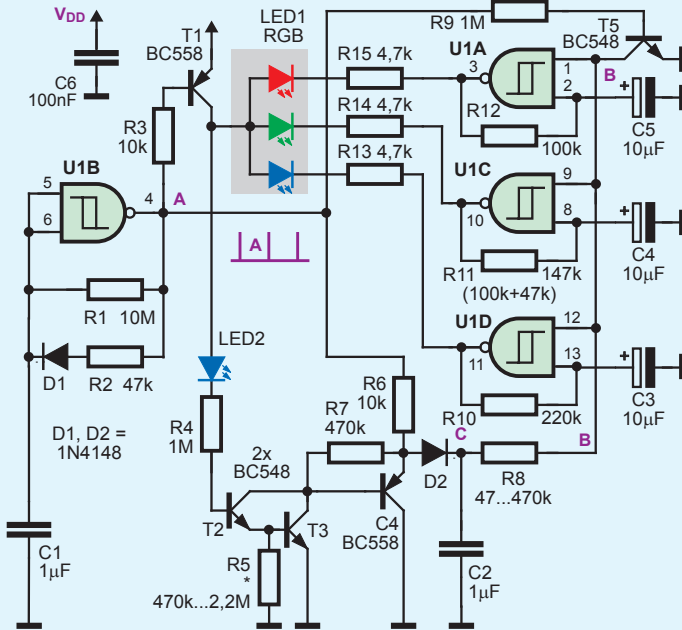 VDD
C6
100nF
T1
BC558
LED1
RGB
R9 1M
T5
BC548
R15 4,7k
U1A
3
1
2
B
R12
100k
C5
10µF
R3
10k
R14 4,7k
R13 4,7k
U1B
5
6
4
A
A
U1C
9
8
10
R11
147k
(100k+47k)
C4
10µF
R1
10M
D1
R2
47k
D1, D2 =
1N4148
LED2
U1D
12
13
11
R10
220k
C3
10µF
R4
1M
R6
10k
R7
470k
2x
BC548
T2
T3
C
D2
B
R8
47...470k
C4
BC558
R5
*
470k...2,2M
C1
1µF
C2
1µF
+
+
+